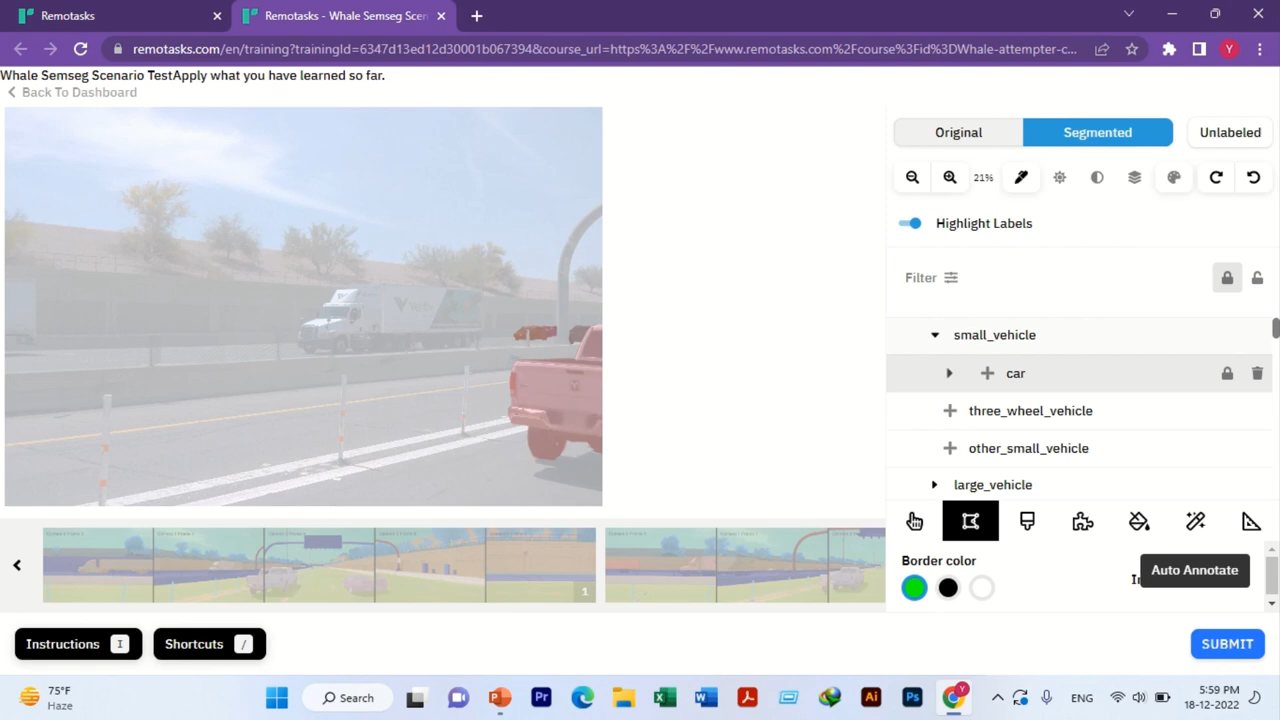 Remotasks
Remotasks - Whale Semseg Scen
remotasks.com/en/training?trainingId=6347d13ed12d30001b067394&course_url=https%3A%2F%2Fwww.remotasks.com%2Fcourse%3Fid%3DWhale-attempter-c...
Y
Whale Semseg Scenario TestApply what you have learned so far.
Back To Dashboard
Original
Segmented
Unlabeled
21%
Highlight Labels
Filter
small_vehicle
car
three_wheel_vehicle
other_small_vehicle
large_vehicle
Border color
Auto Annotate
1
Instructions I
Shortcuts /
SUBMIT
75°F
Haze
Search
ENG
5:59 PM
18-12-2022